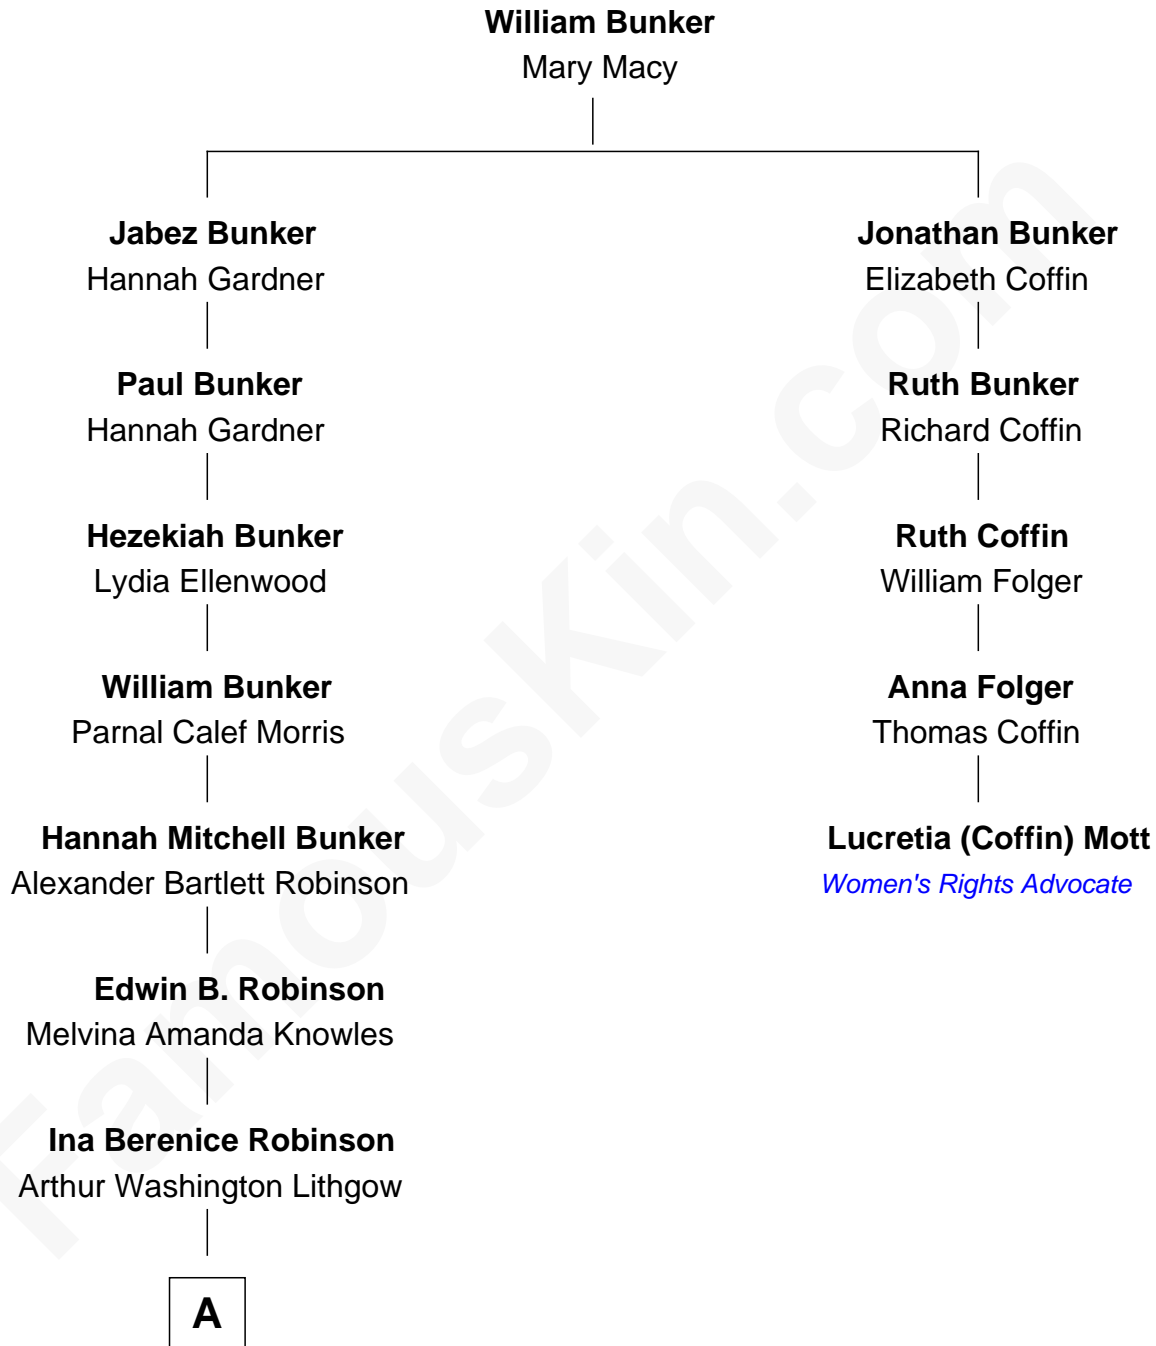 William Bunker
Mary Macy
Jabez Bunker
Hannah Gardner
Jonathan Bunker
Elizabeth Coffin
Paul Bunker
Hannah Gardner
Ruth Bunker
Richard Coffin
Hezekiah Bunker
Lydia Ellenwood
Ruth Coffin
William Folger
William Bunker
Parnal Calef Morris
Anna Folger
Thomas Coffin
Hannah Mitchell Bunker
Alexander Bartlett Robinson
Lucretia (Coffin) Mott
Women's Rights Advocate
Edwin B. Robinson
Melvina Amanda Knowles
Ina Berenice Robinson
Arthur Washington Lithgow
A
FamousKin.com